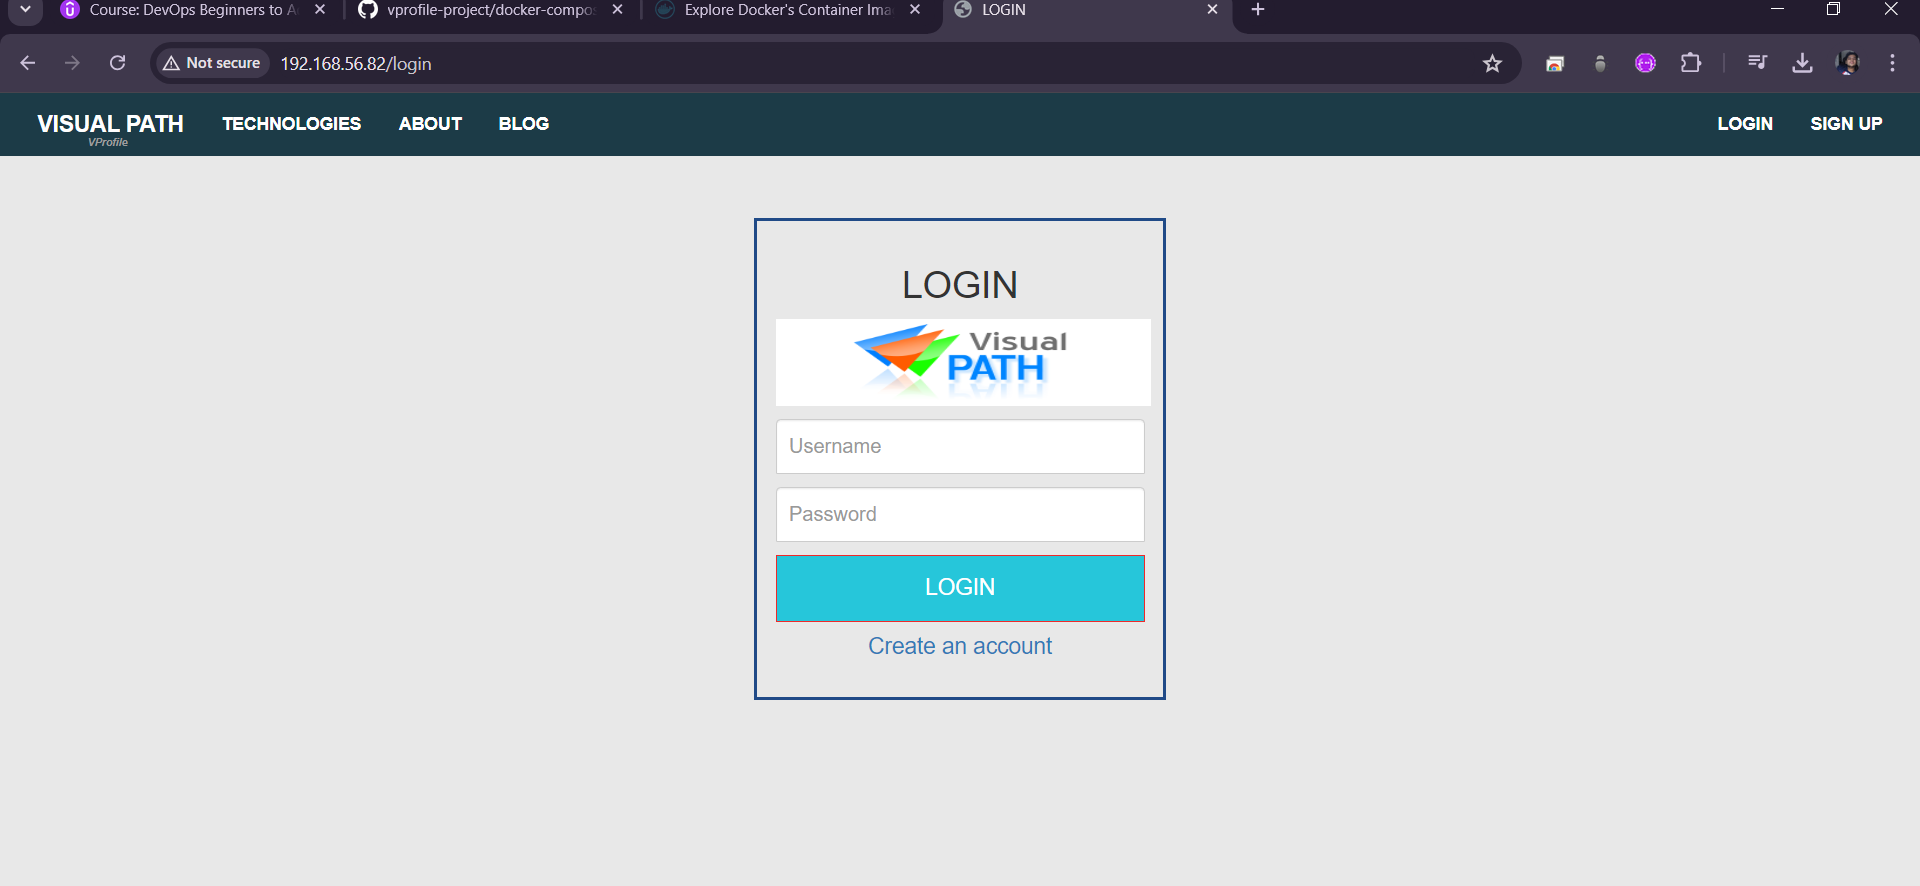 Course: DevOps Beginners to A
vprofile-project/docker-compos
Explore Docker's Container Ima
LOGIN
Not secure
192.168.56.82/login
VISUAL PATH
VProfile
TECHNOLOGIES
ABOUT
BLOG
LOGIN
SIGN UP
LOGIN
Visual
PATH
Username
Password
LOGIN
Create an account